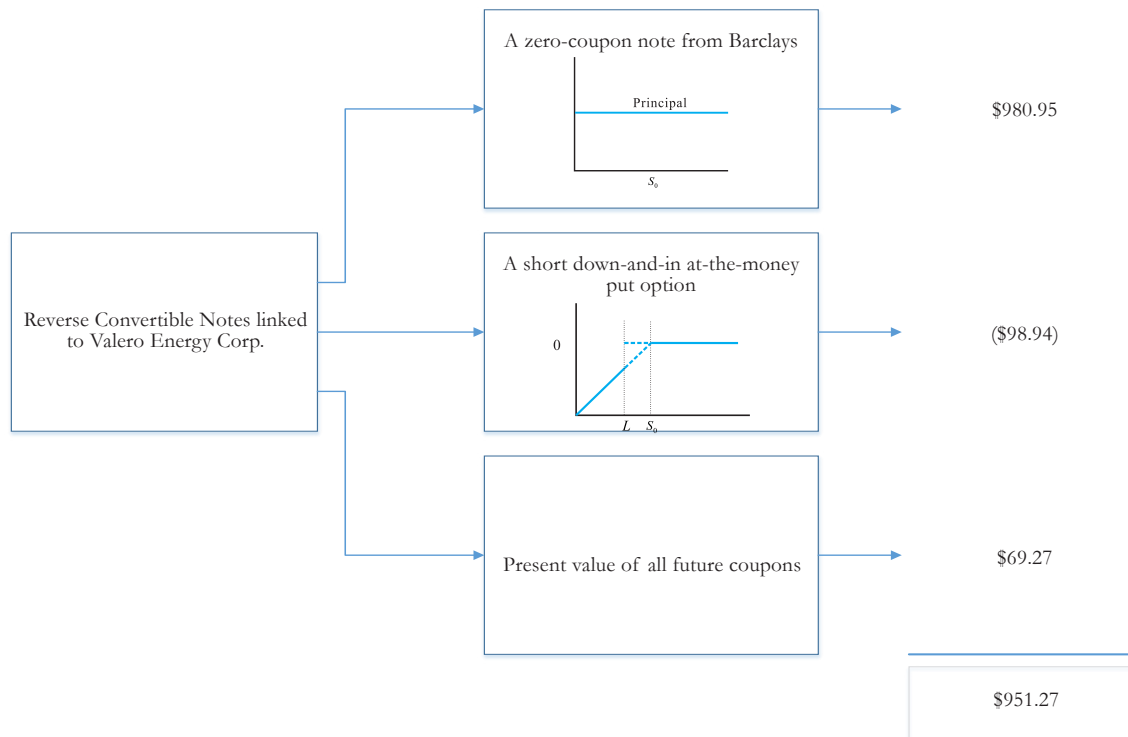 A zero-coupon note from Barclays
Principal
S₀
$980.95
Reverse Convertible Notes linked
to Valero Energy Corp.
A short down-and-in at-the-money
put option
0
L S₀
($98.94)
Present value of all future coupons
$69.27
$951.27